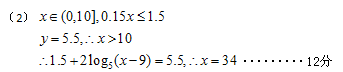 （2） x∈(0,10],0.15x≤1.5
y=5.5,∴x>10
∴1.5+2log₅(x−9)=5.5,∴x=34 ⋯⋯⋯12分